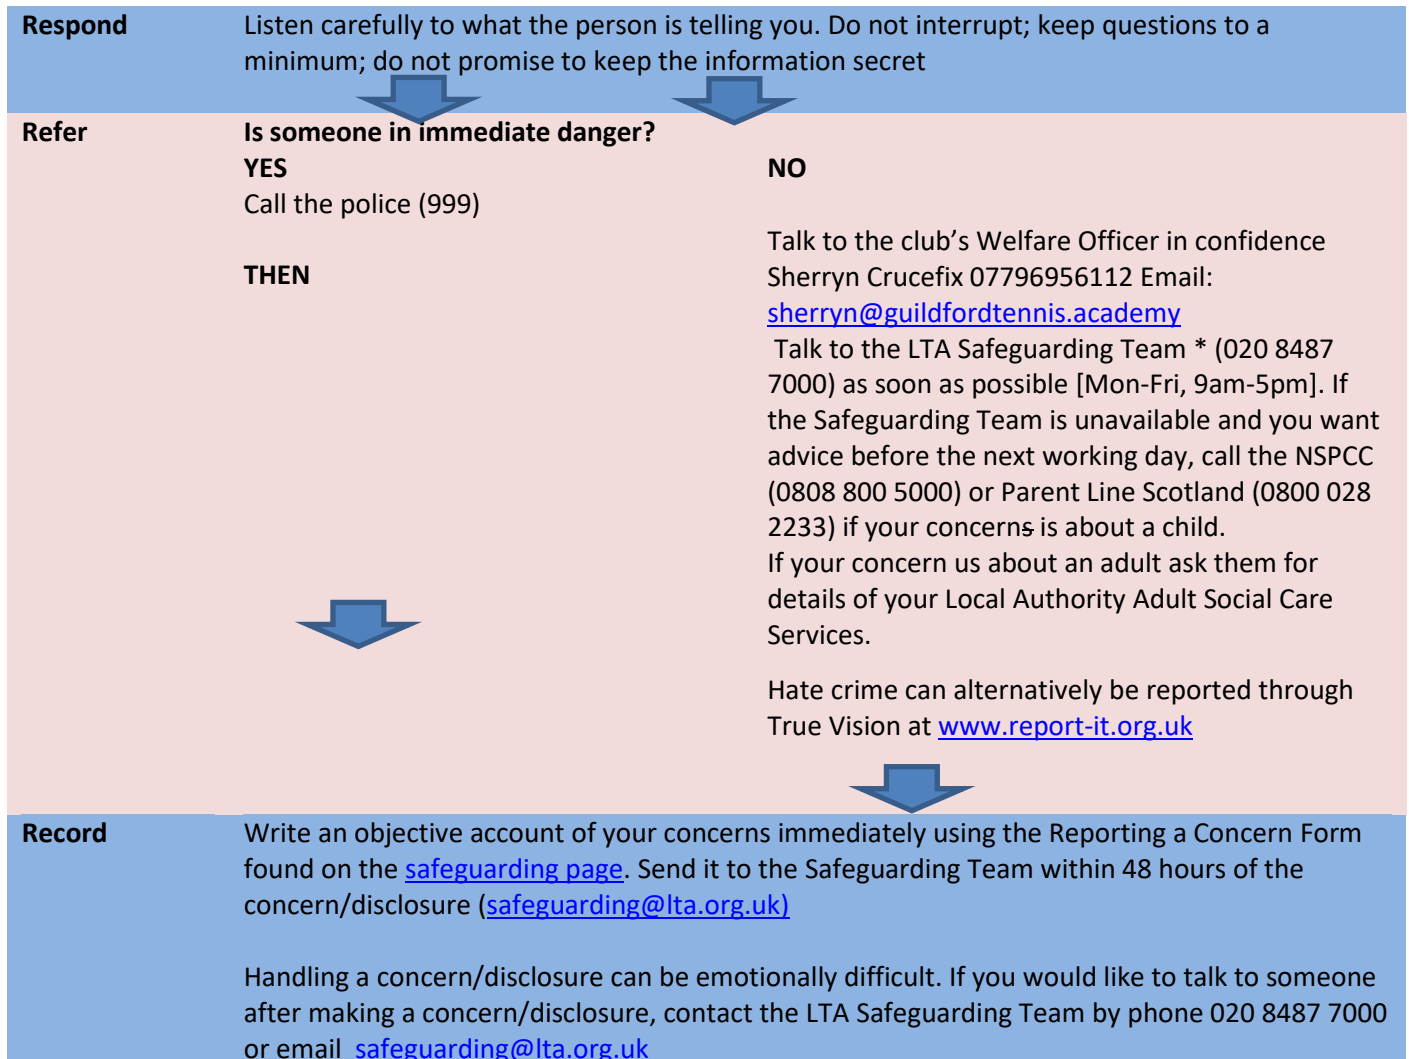 Respond
Listen carefully to what the person is telling you. Do not interrupt; keep questions to a
minimum; do not promise to keep the information secret
Refer
Is someone in immediate danger?
YES
Call the police (999)
THEN
NO
Talk to the club’s Welfare Officer in confidence
Sherryn Crucefix 07796956112 Email:
sherryn@guildfordtennis.academy
Talk to the LTA Safeguarding Team * (020 8487
7000) as soon as possible [Mon-Fri, 9am-5pm]. If
the Safeguarding Team is unavailable and you want
advice before the next working day, call the NSPCC
(0808 800 5000) or Parent Line Scotland (0800 028
2233) if your concerns is about a child.
If your concern us about an adult ask them for
details of your Local Authority Adult Social Care
Services.
Hate crime can alternatively be reported through
True Vision at www.report-it.org.uk
Record
Write an objective account of your concerns immediately using the Reporting a Concern Form
found on the safeguarding page. Send it to the Safeguarding Team within 48 hours of the
concern/disclosure (safeguarding@lta.org.uk)
Handling a concern/disclosure can be emotionally difficult. If you would like to talk to someone
after making a concern/disclosure, contact the LTA Safeguarding Team by phone 020 8487 7000
or email safeguarding@lta.org.uk